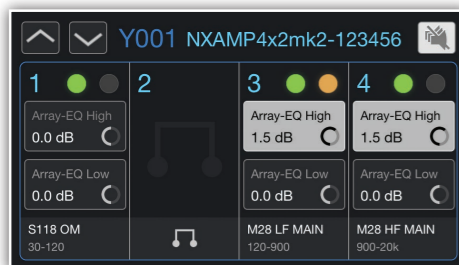 Y001 NXAMP4x2mk2-123456
1
2
3
4
Array-EQ High
0.0 dB
Array-EQ High
1.5 dB
Array-EQ High
1.5 dB
Array-EQ Low
0.0 dB
Array-EQ Low
0.0 dB
Array-EQ Low
0.0 dB
S118 OM
30-120
M28 LF MAIN
120-900
M28 HF MAIN
900-20k